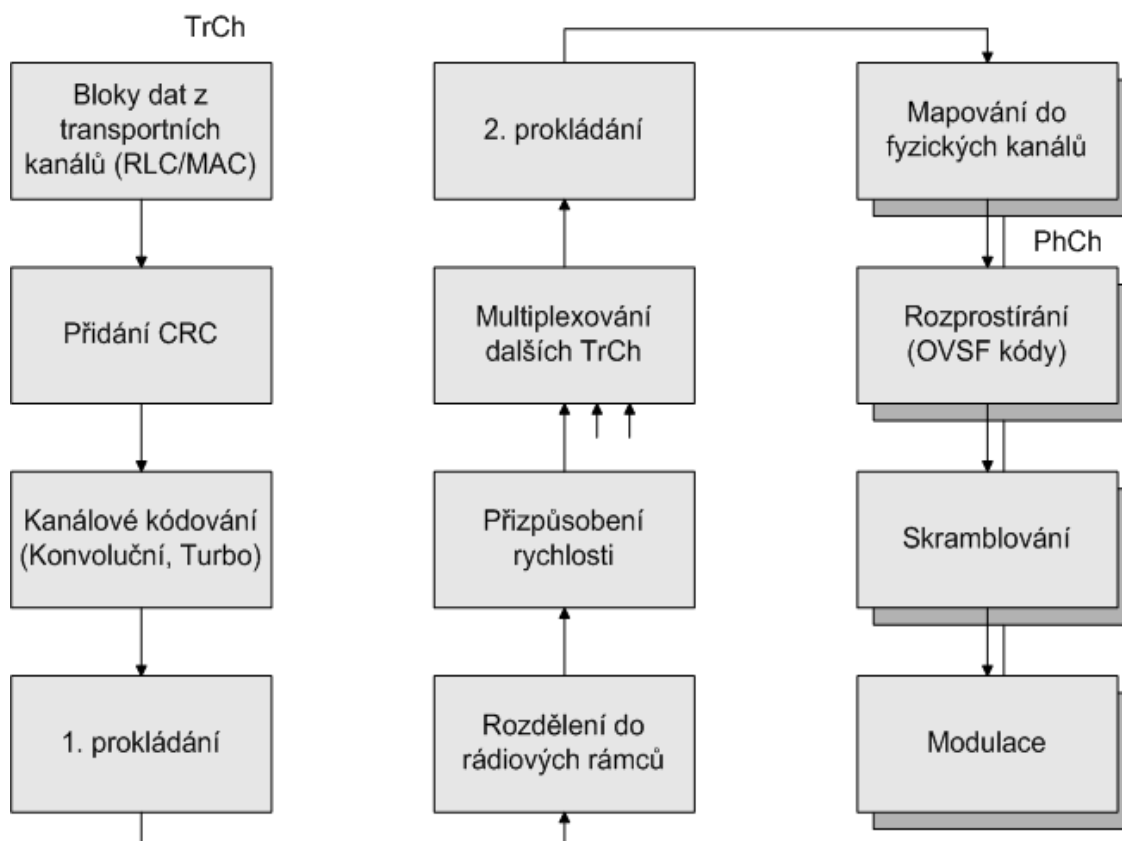 TrCh
Bloky dat z
transportních
kanálů (RLC/MAC)
Přidání CRC
Kanálové kódování
(Konvoluční, Turbo)
1. prokládání
2. prokládání
Multiplexování
dalších TrCh
Přizpůsobení
rychlosti
Rozdělení do
rádiových rámců
Mapování do
fyzických kanálů
PhCh
Rozprostírání
(OVSF kódy)
Skramblování
Modulace